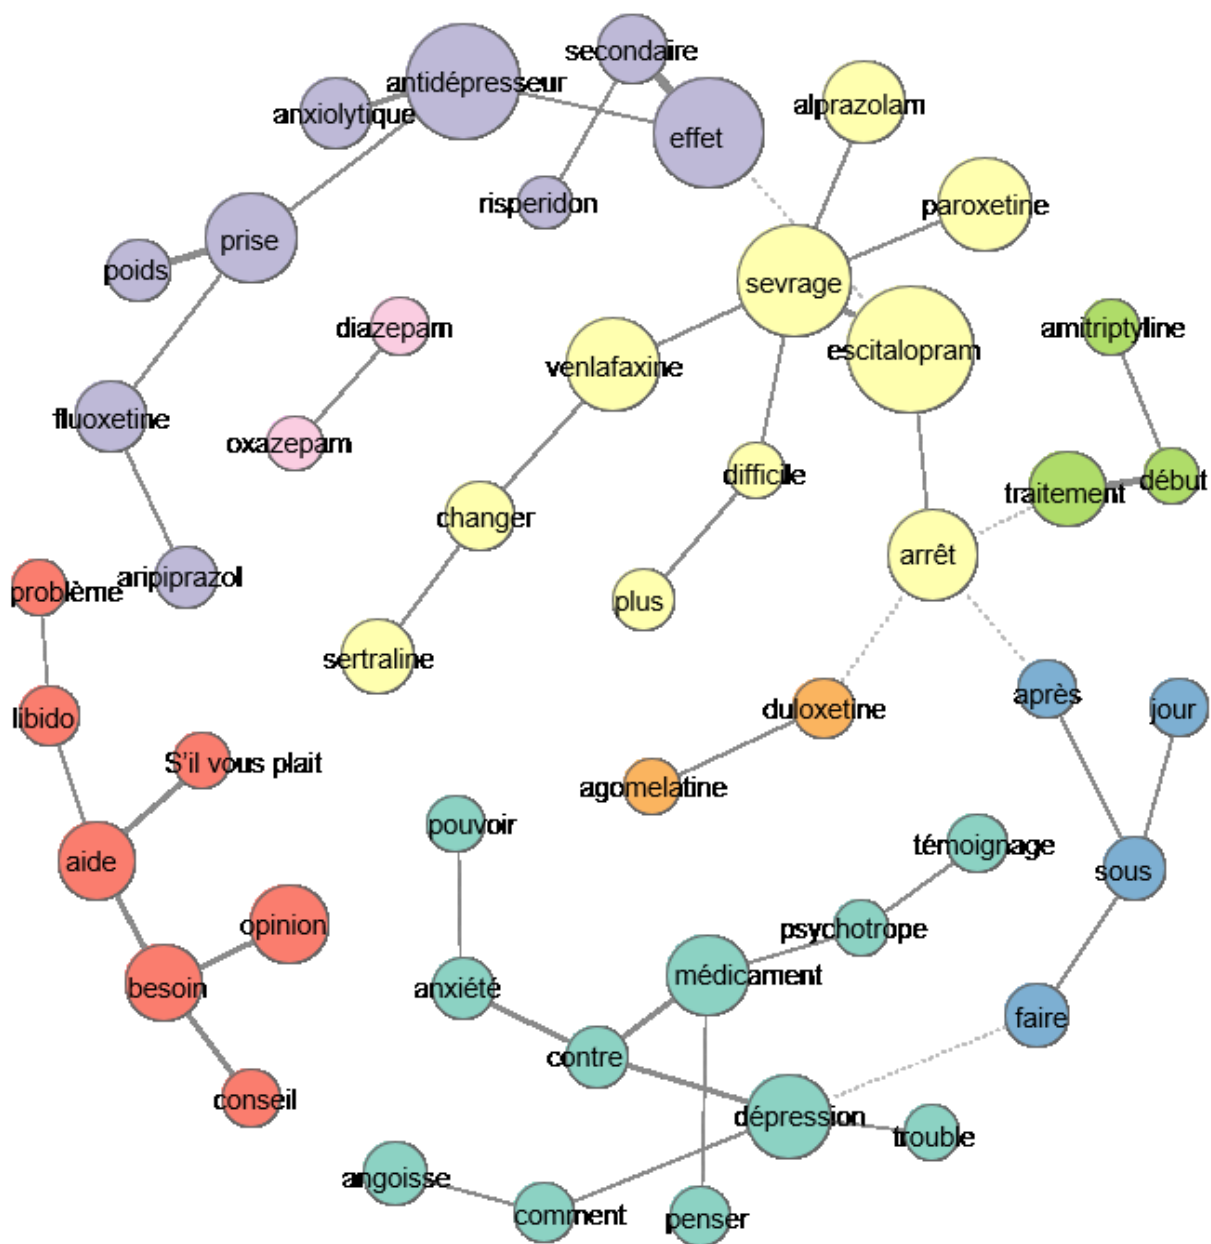 secondaire
antidépresseur
alprazolam
anxiolytique
effet
risperidon
paroxetine
prise
poids
sevrage
diazepam
amitriptyline
escitalopram
venlafaxine
fluoxetine
oxazepam
difficile
début
traitement
changer
arrêt
aripiprazol
problème
plus
sertraline
après
jour
libido
duloxetine
S'il vous plait
agomelatine
pouvoir
témoignage
aide
sous
opinion
psychotrope
médicament
besoin
anxiété
faire
contre
conseil
dépression
trouble
angoisse
comment
penser